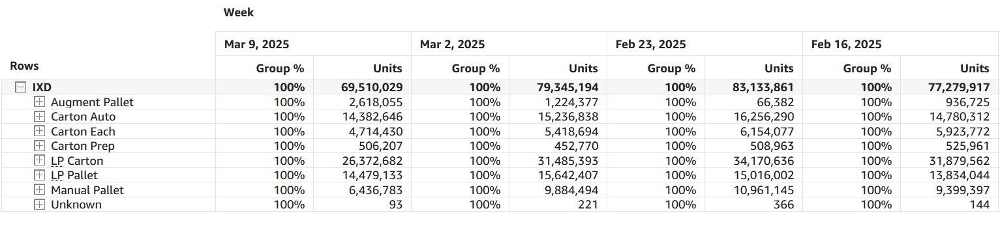 Week
Mar 9, 2025 Mar 2, 2025 Feb 23, 2025 Feb 16, 2025
Rows Group % Units Group % Units Group % Units Group % Units
IXD 100% 69,510,029 100% 79,345,194 100% 83,133,861 100% 77,279,917
Augment Pallet 100% 2,618,055 100% 1,224,377 100% 66,382 100% 936,725
Carton Auto 100% 14,382,646 100% 15,236,838 100% 16,256,290 100% 14,780,312
Carton Each 100% 4,714,430 100% 5,418,694 100% 6,154,077 100% 5,923,772
Carton Prep 100% 506,207 100% 452,770 100% 508,963 100% 525,961
LP Carton 100% 26,372,682 100% 31,485,393 100% 34,170,636 100% 31,879,562
LP Pallet 100% 14,479,133 100% 15,642,407 100% 15,016,002 100% 13,834,044
Manual Pallet 100% 6,436,783 100% 9,884,494 100% 10,961,145 100% 9,399,397
Unknown 100% 93 100% 221 100% 366 100% 144